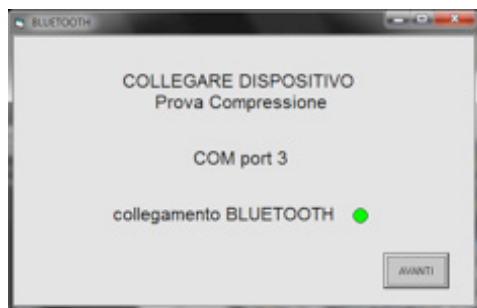 BLUETOOTH
COLLEGARE DISPOSITIVO
Prova Compressione
COM port 3
collegamento BLUETOOTH
AVANTI